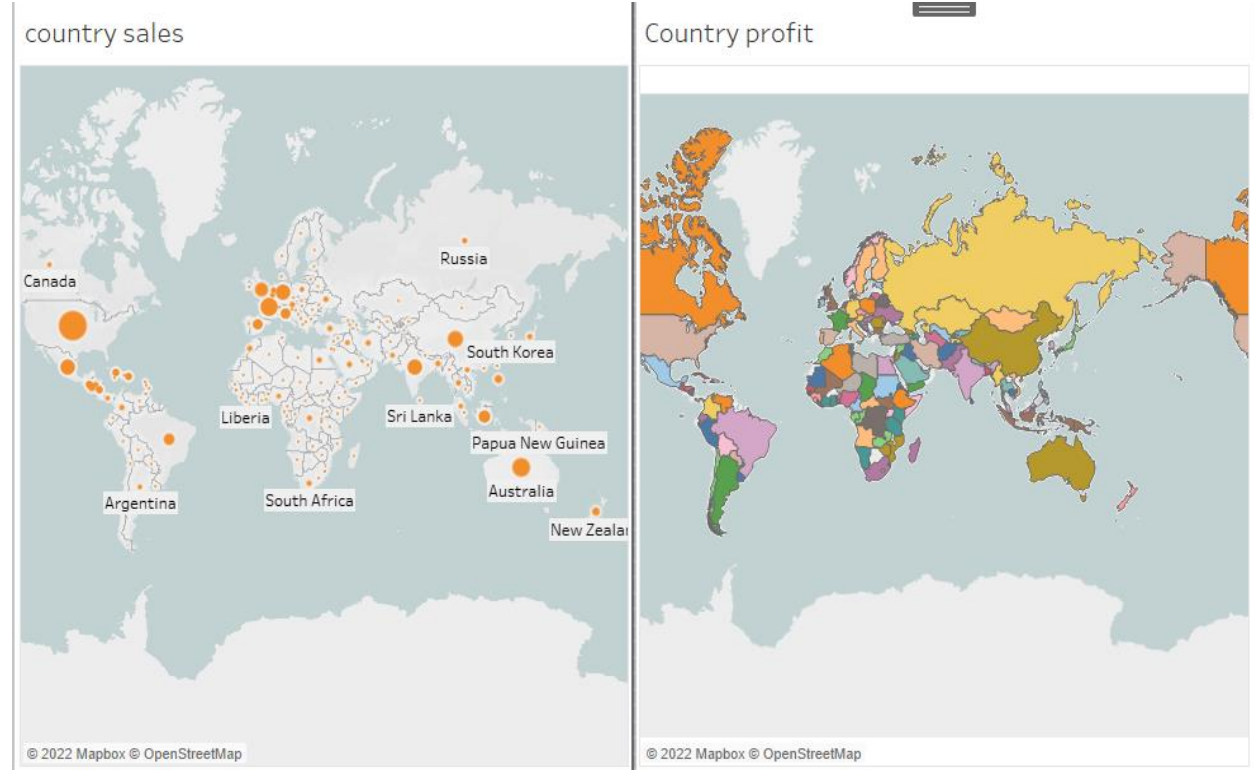 country sales
Canada
Russia
South Korea
Liberia
Sri Lanka
Papua New Guinea
Argentina
South Africa
Australia
New Zealar
© 2022 Mapbox © OpenStreetMap
Country profit
© 2022 Mapbox © OpenStreetMap